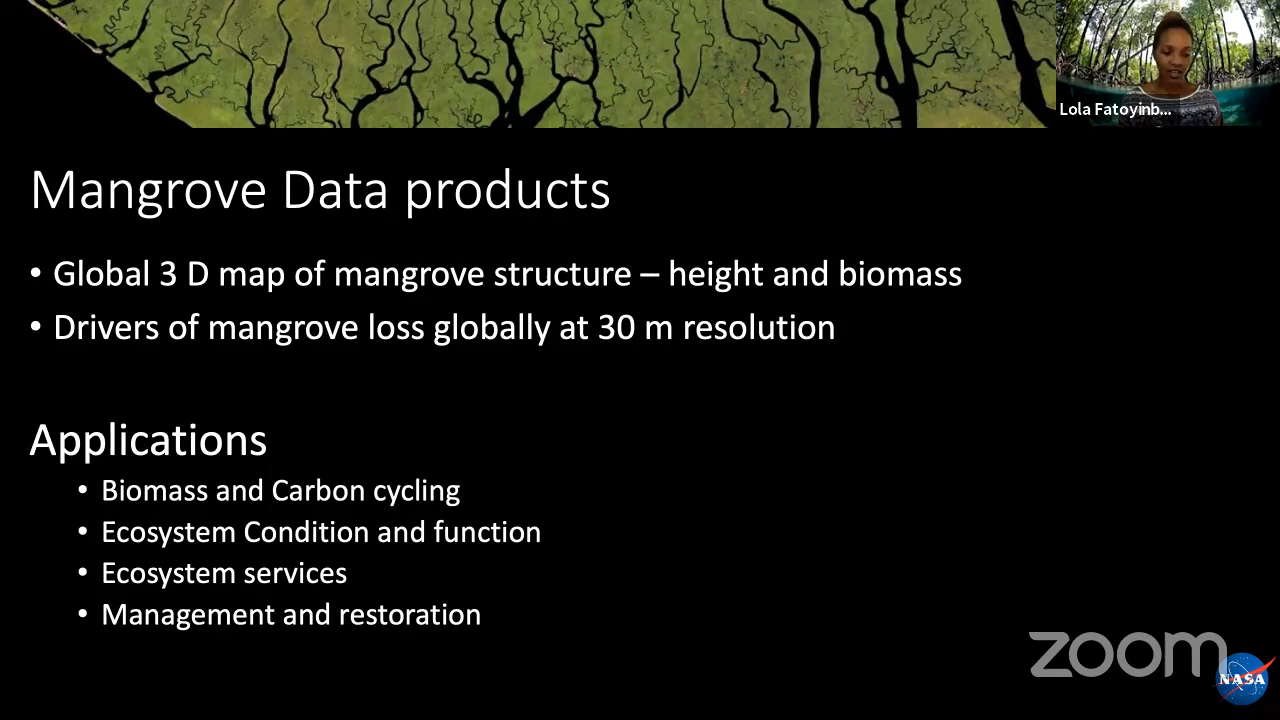 Lola Fatoyinb...
Mangrove Data products
• Global 3 D map of mangrove structure – height and biomass
• Drivers of mangrove loss globally at 30 m resolution
Applications
• Biomass and Carbon cycling
• Ecosystem Condition and function
• Ecosystem services
• Management and restoration
zoom
NASA